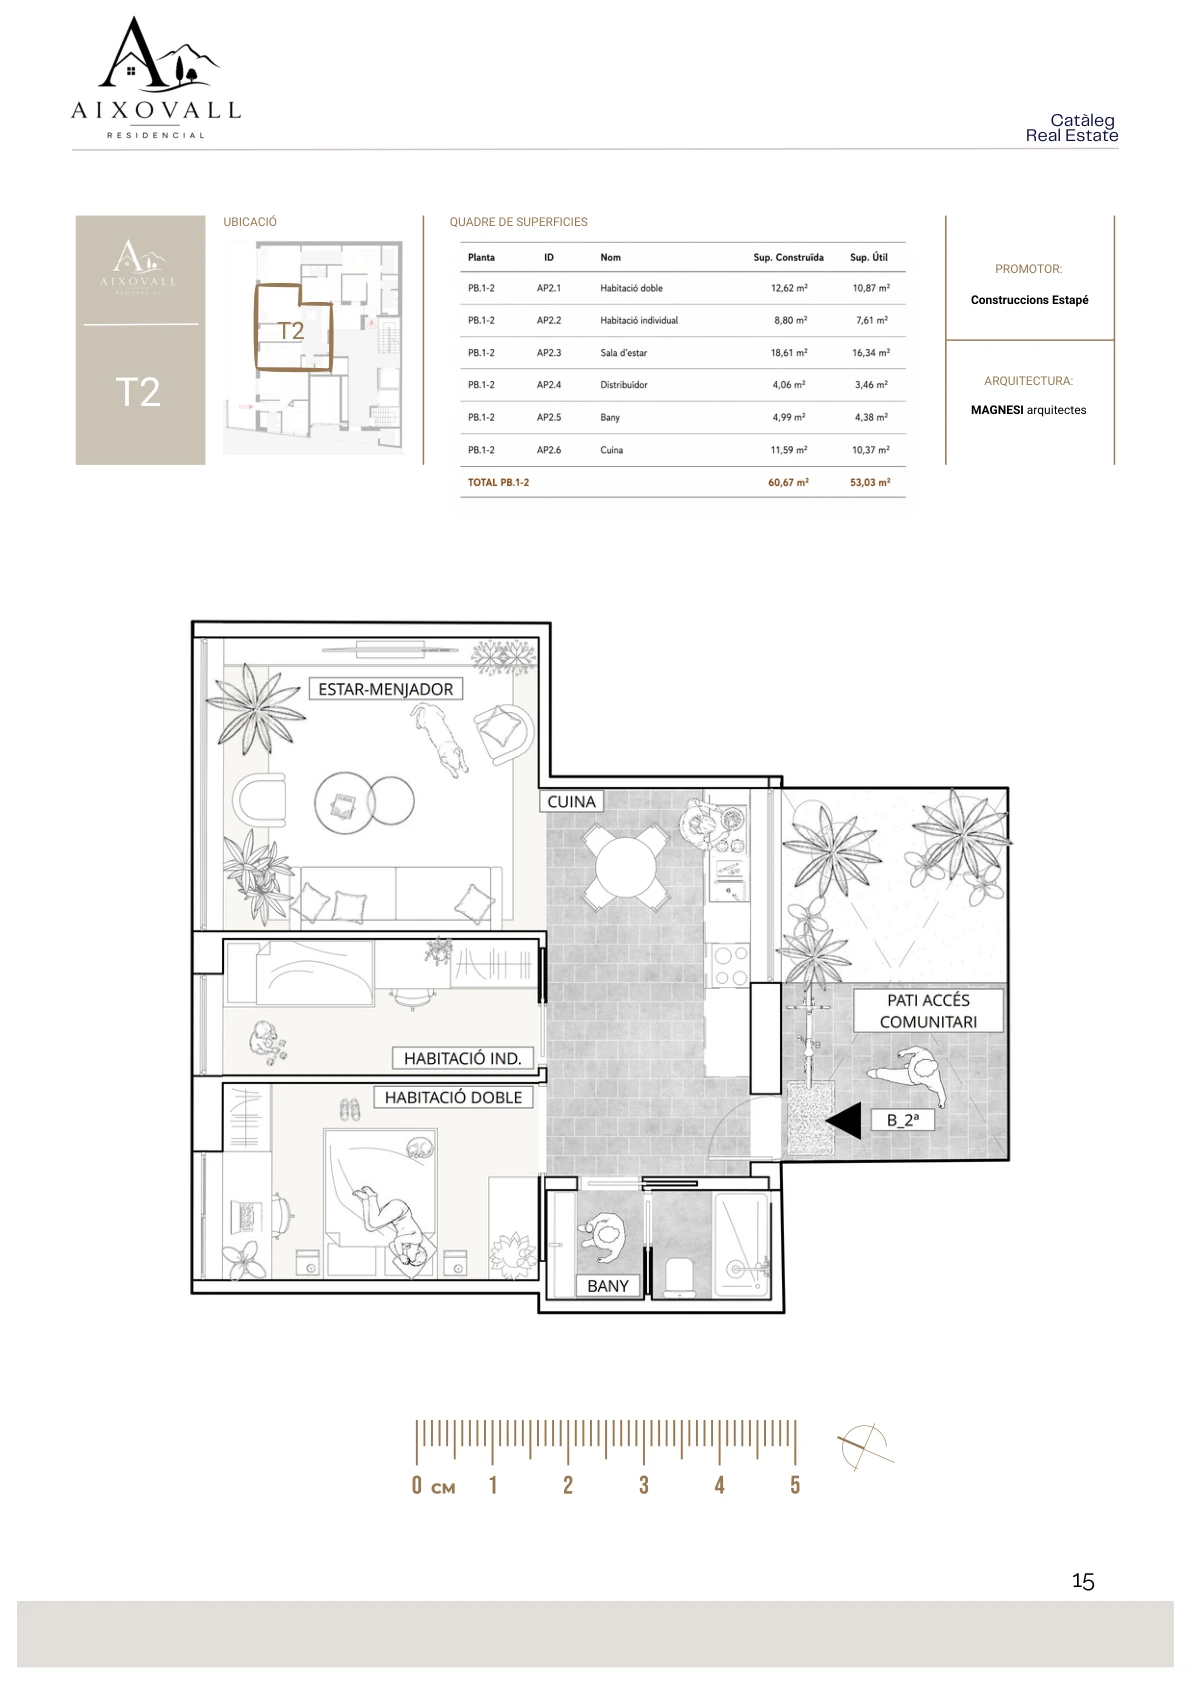 AIXOVALL
RESIDENCIAL
Catàleg
Real Estate
AIXOVALL
RESIDENCIAL
T2
UBICACIÓ
T2
QUADRE DE SUPERFICIES
Planta ID Nom Sup. Construïda Sup. Útil
PB.1-2 AP2.1 Habitació doble 12,62 m² 10,87 m²
PB.1-2 AP2.2 Habitació individual 8,80 m² 7,61 m²
PB.1-2 AP2.3 Sala d'estar 18,61 m² 16,34 m²
PB.1-2 AP2.4 Distribuïdor 4,06 m² 3,46 m²
PB.1-2 AP2.5 Bany 4,99 m² 4,38 m²
PB.1-2 AP2.6 Cuina 11,59 m² 10,37 m²
TOTAL PB.1-2 60,67 m² 53,03 m²
PROMOTOR:
Construccions Estapé
ARQUITECTURA:
MAGNESI arquitectes
ESTAR-MENJADOR
CUINA
PATI ACCÉS
COMUNITARI
HABITACIÓ IND.
HABITACIÓ DOBLE
B_2ª
BANY
0 CM 1 2 3 4 5
15